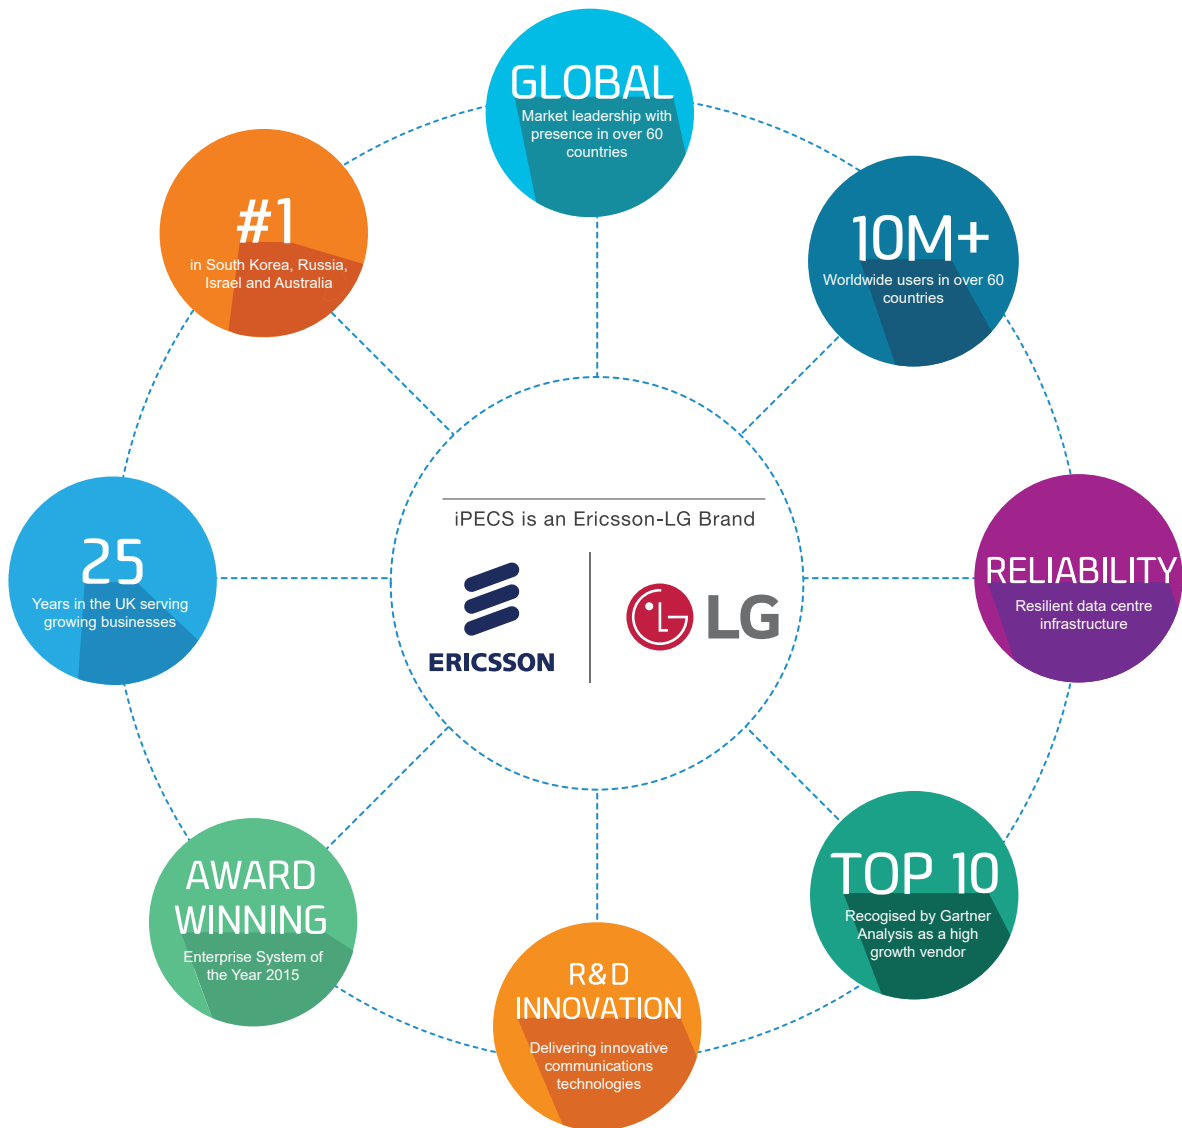 GLOBAL
Market leadership with
presence in over 60
countries
#1
in South Korea, Russia,
Israel and Australia
10M+
Worldwide users in over 60
countries
iPECS is an Ericsson-LG Brand
ERICSSON
LG
25
Years in the UK serving
growing businesses
RELIABILITY
Resilient data centre
infrastructure
AWARD
WINNING
Enterprise System of
the Year 2015
TOP 10
Recogised by Gartner
Analysis as a high
growth vendor
R&D
INNOVATION
Delivering innovative
communications
technologies